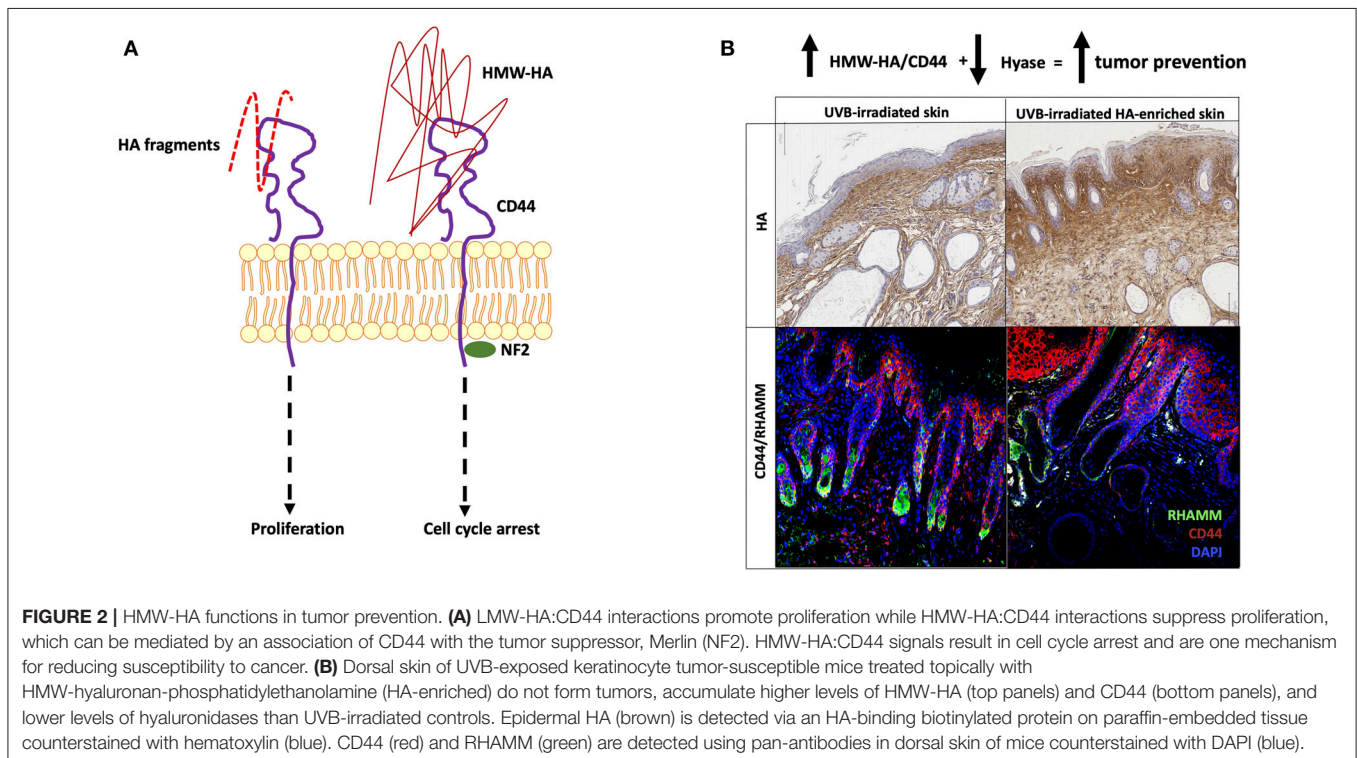 A
HMW-HA
HA fragments
CD44
NF2
Proliferation
Cell cycle arrest
B
HMW-HA/CD44 + Hyase = tumor prevention
UVB-irradiated skin
UVB-irradiated HA-enriched skin
HA
CD44/RHAMM
RHAMM
CD44
DAPI
FIGURE 2 | HMW-HA functions in tumor prevention. (A) LMW-HA:CD44 interactions promote proliferation while HMW-HA:CD44 interactions suppress proliferation,
which can be mediated by an association of CD44 with the tumor suppressor, Merlin (NF2). HMW-HA:CD44 signals result in cell cycle arrest and are one mechanism
for reducing susceptibility to cancer. (B) Dorsal skin of UVB-exposed keratinocyte tumor-susceptible mice treated topically with
HMW-hyaluronan-phosphatidylethanolamine (HA-enriched) do not form tumors, accumulate higher levels of HMW-HA (top panels) and CD44 (bottom panels), and
lower levels of hyaluronidases than UVB-irradiated controls. Epidermal HA (brown) is detected via an HA-binding biotinylated protein on paraffin-embedded tissue
counterstained with hematoxylin (blue). CD44 (red) and RHAMM (green) are detected using pan-antibodies in dorsal skin of mice counterstained with DAPI (blue).